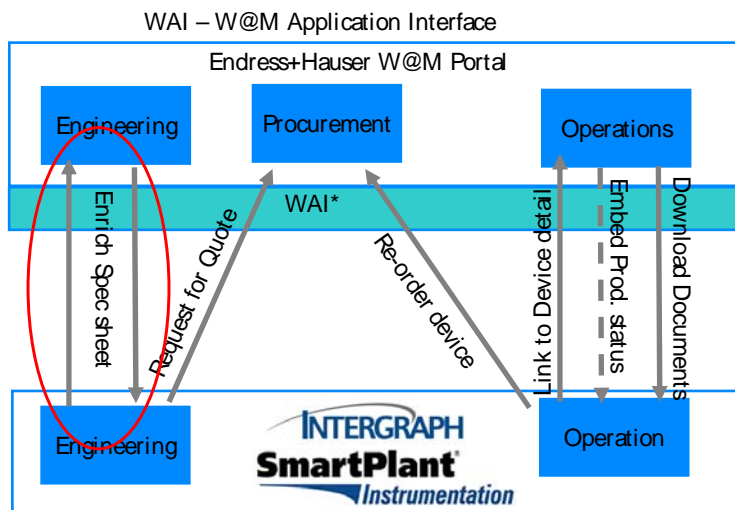 WAI – W@M Application Interface
Endress+Hauser W@M Portal
Engineering
Procurement
Operations
WAI*
Enrich Spec sheet
Request for Quote
Re-order device
Link to Device detail
Embed Prod. status
Download Documents
Engineering
INTERGRAPH
SmartPlant®
Instrumentation
Operation